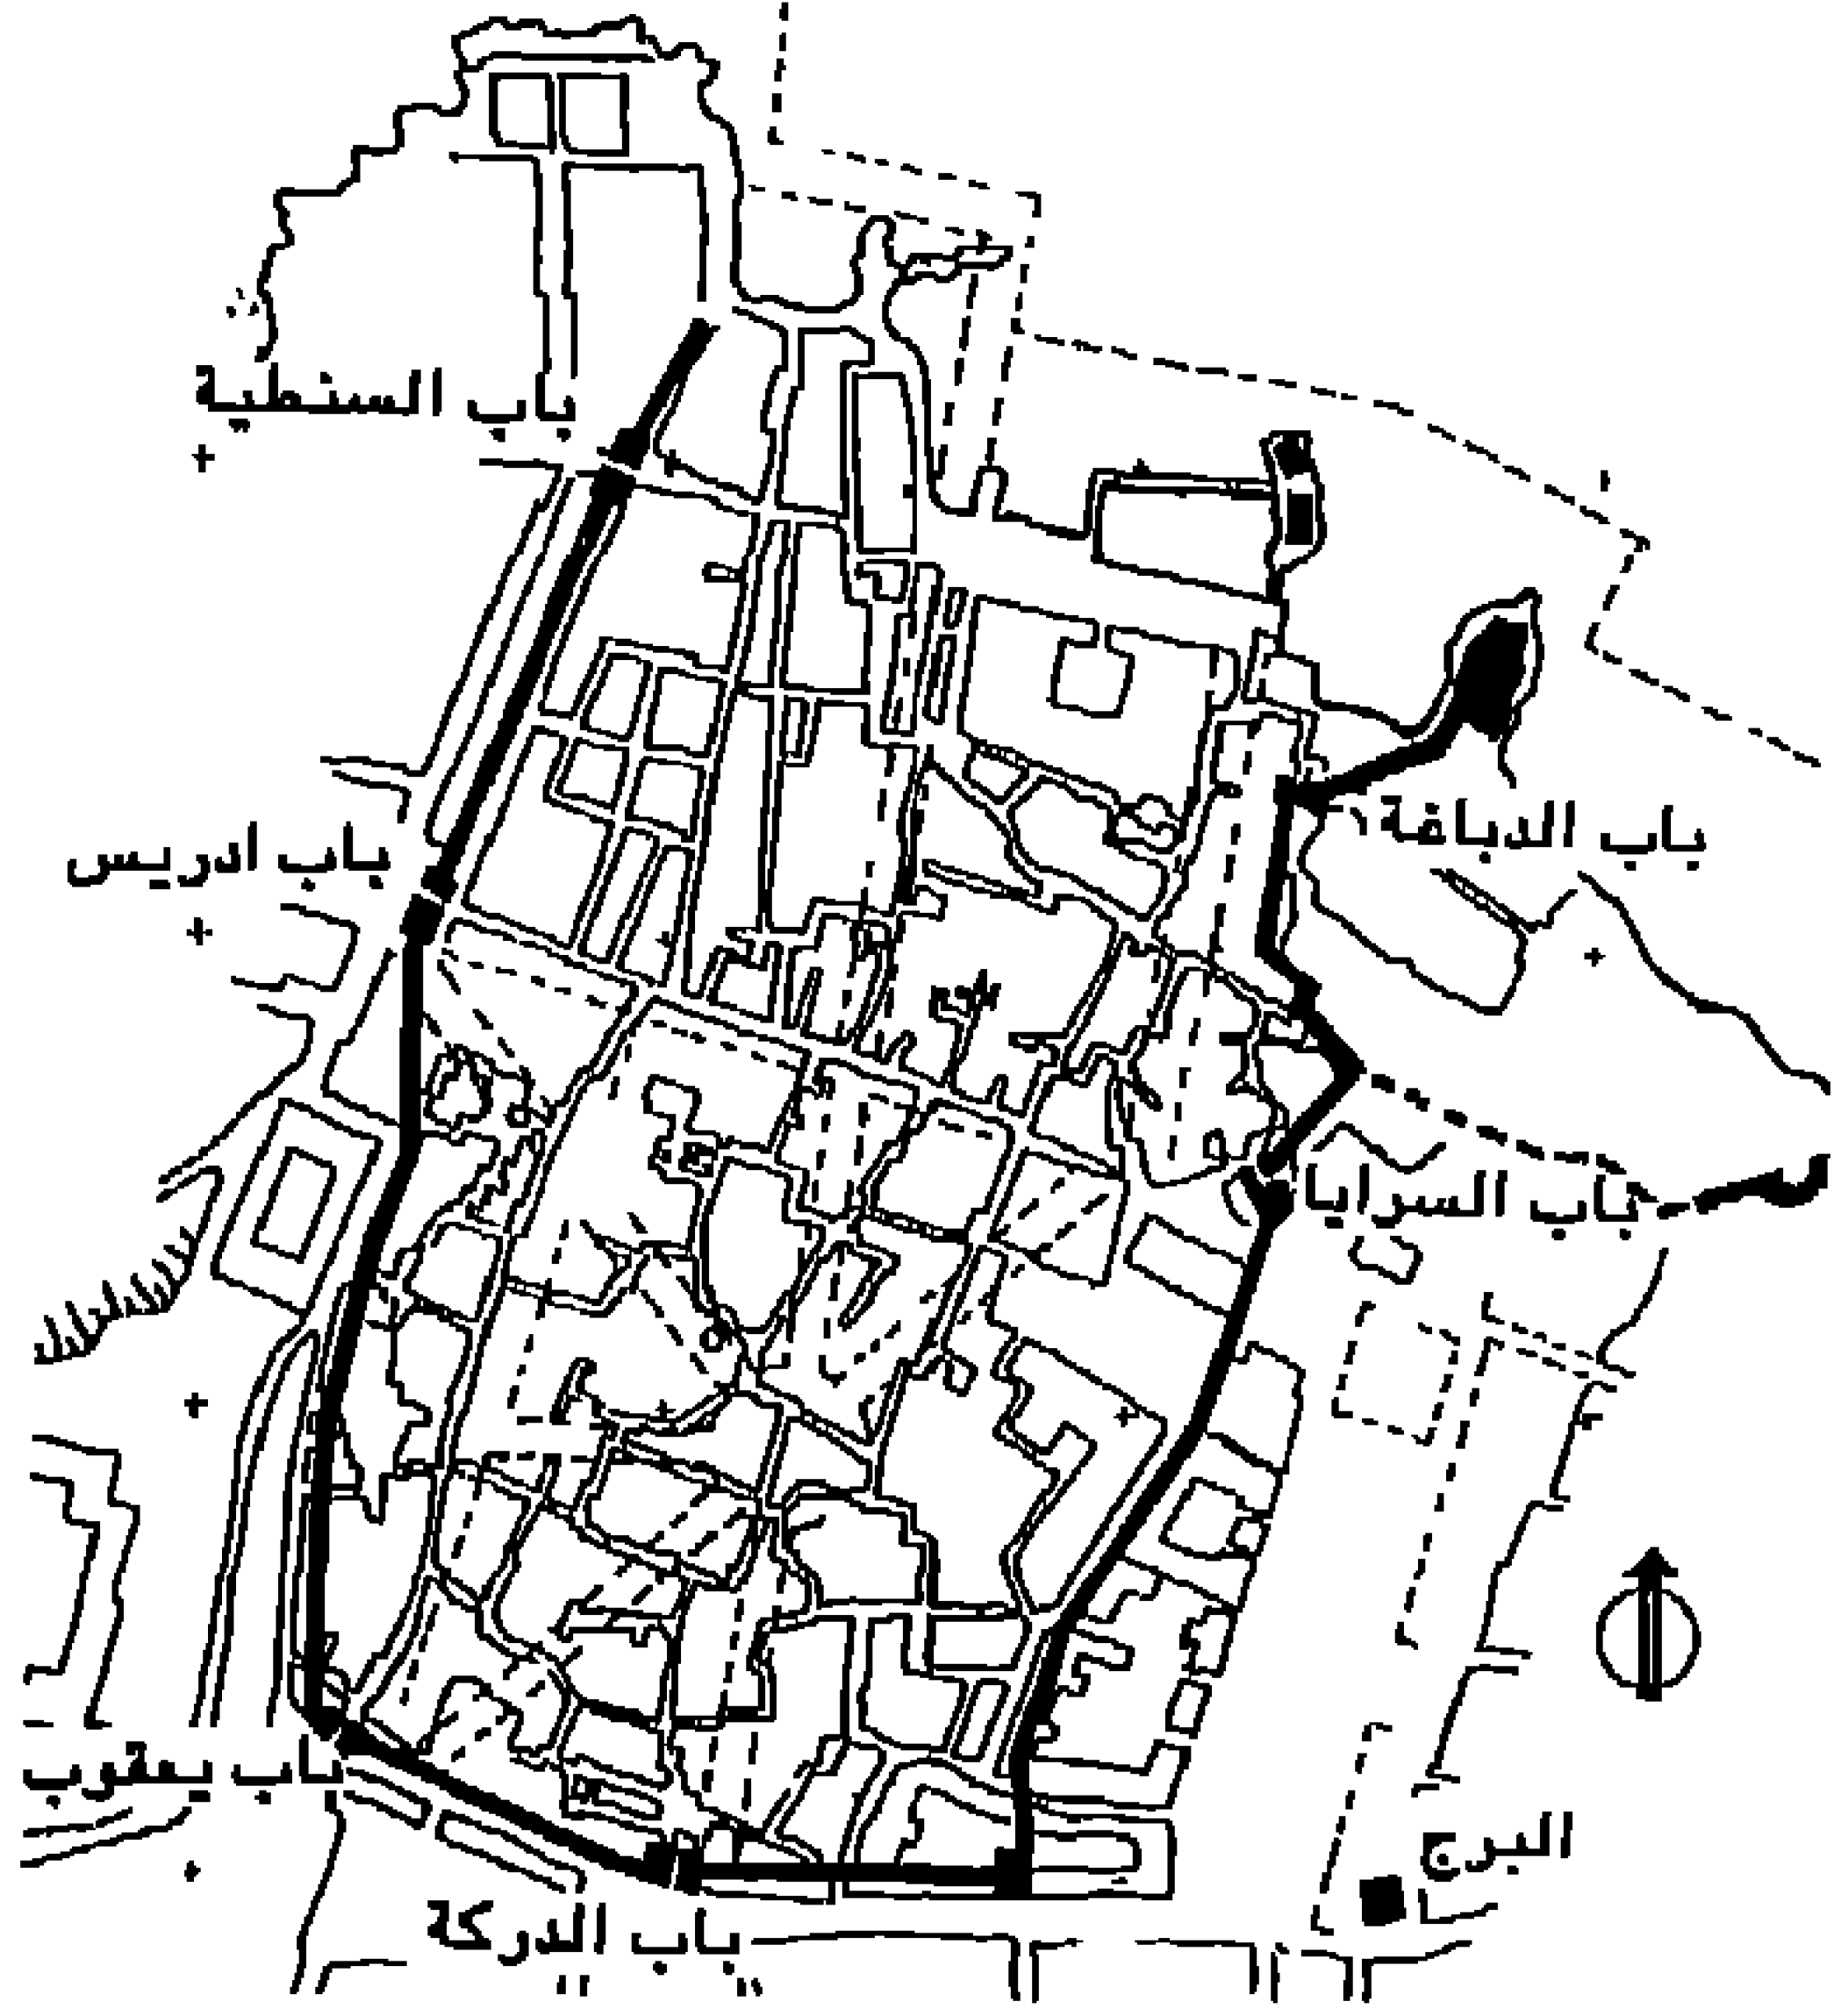 باب السنطية
باب ادريس
باب الدباغة
باب السرايا
باب يعقوب
البرج
باب الدركة